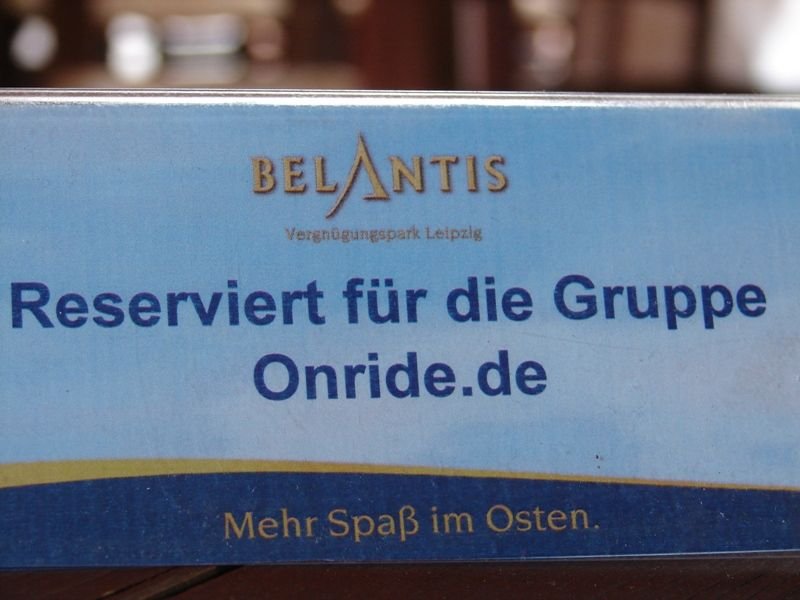 BELANTIS
Vergnügungspark Leipzig
Reserviert für die Gruppe
Onride.de
Mehr Spaß im Osten.